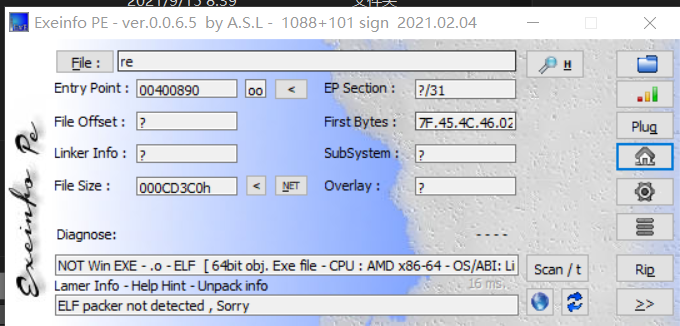 2021/9/15 8:39 文件夹
Exeinfo PE - ver.0.0.6.5 by A.S.L - 1088+101 sign 2021.02.04
File : re H
Entry Point : 00400890 oo < EP Section : ?/31
File Offset : ? First Bytes : 7F.45.4C.46.02 Plug
Linker Info : ? SubSystem : ?
File Size : 000CD3C0h < NET Overlay : ?
Diagnose: ----
NOT Win EXE - .o - ELF [ 64bit obj. Exe file - CPU : AMD x86-64 - OS/ABI: Li Scan / t Rip
Lamer Info - Help Hint - Unpack info 16 ms.
ELF packer not detected , Sorry >>
Exeinfo Pe